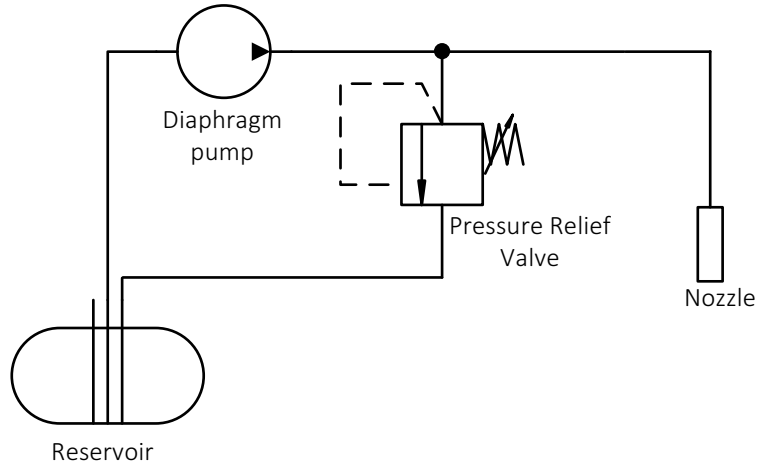 Diaphragm
pump
Pressure Relief
Valve
Nozzle
Reservoir